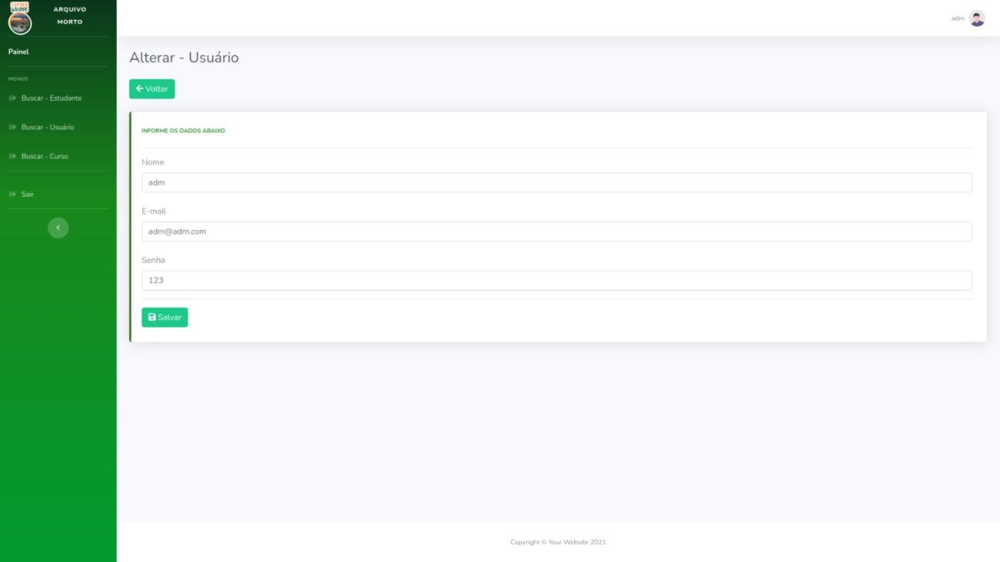 ARQUIVO
MORTO
adm
Painel
MENUS
Buscar - Estudante
Buscar - Usuário
Buscar - Curso
Sair
Alterar - Usuário
Voltar
INFORME OS DADOS ABAIXO
Nome
adm
E-mail
adm@adm.com
Senha
123
Salvar
Copyright © Your Website 2021